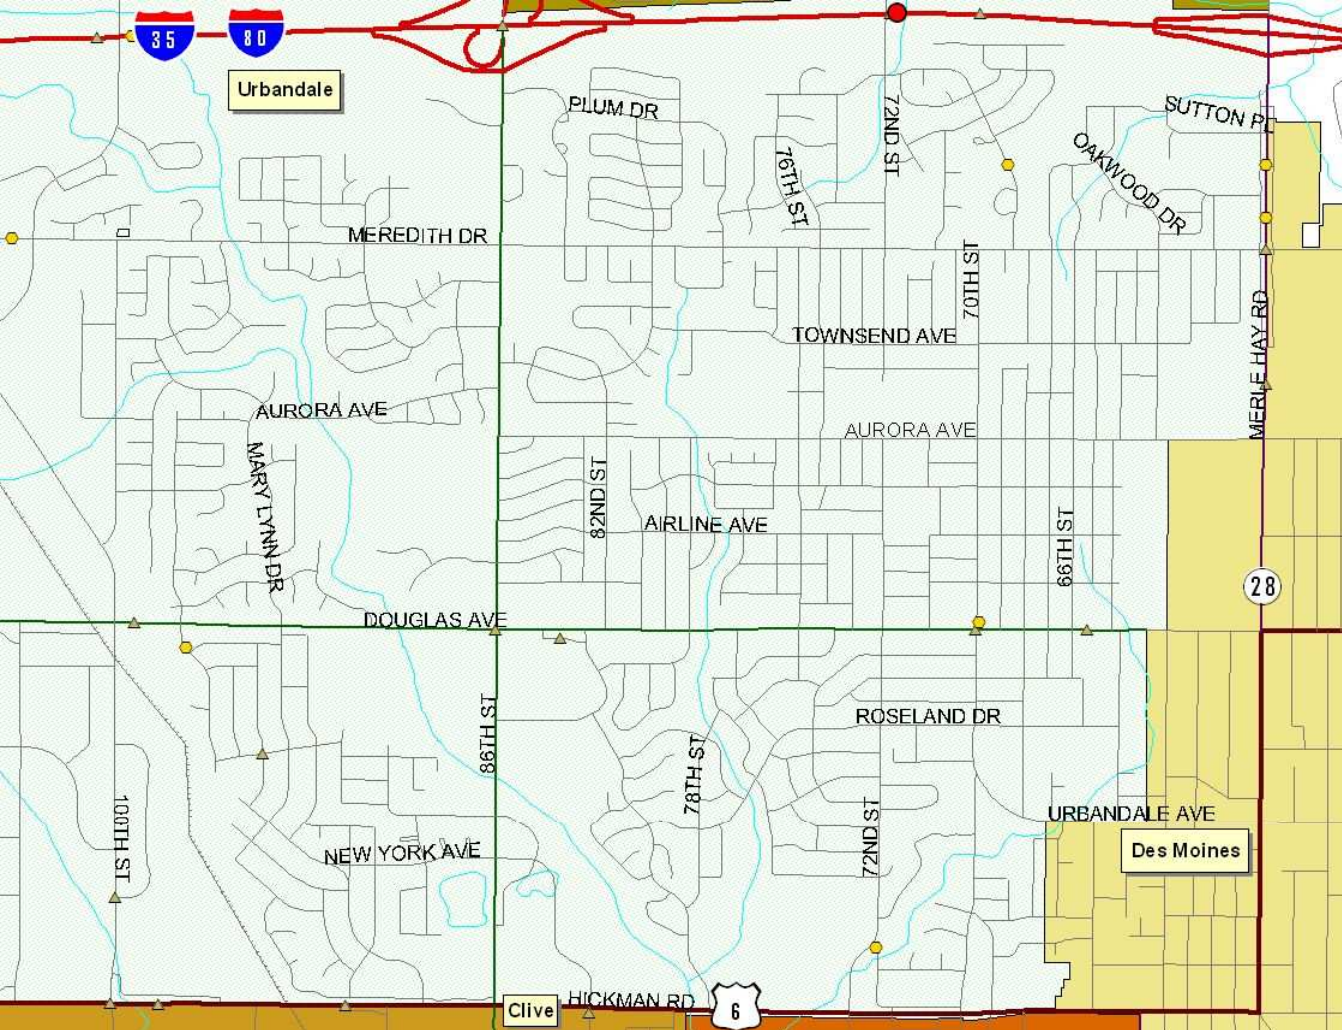 35
80
Urbandale
PLUM DR
72ND ST
SUTTON PL
OAKWOOD DR
76TH ST
MEREDITH DR
70TH ST
TOWNSEND AVE
MERLE HAY RD
AURORA AVE
AURORA AVE
MARY LYNN DR
82ND ST
AIRLINE AVE
66TH ST
28
DOUGLAS AVE
86TH ST
ROSELAND DR
78TH ST
100TH ST
72ND ST
URBANDALE AVE
Des Moines
NEW YORK AVE
Clive
HICKMAN RD
6